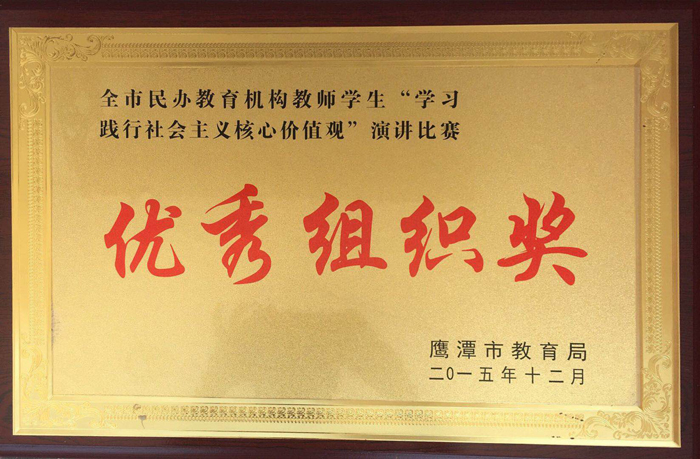 全市民办教育机构教师学生“学习
践行社会主义核心价值观”演讲比赛
优秀组织奖
鹰潭市教育局
二〇一五年十二月